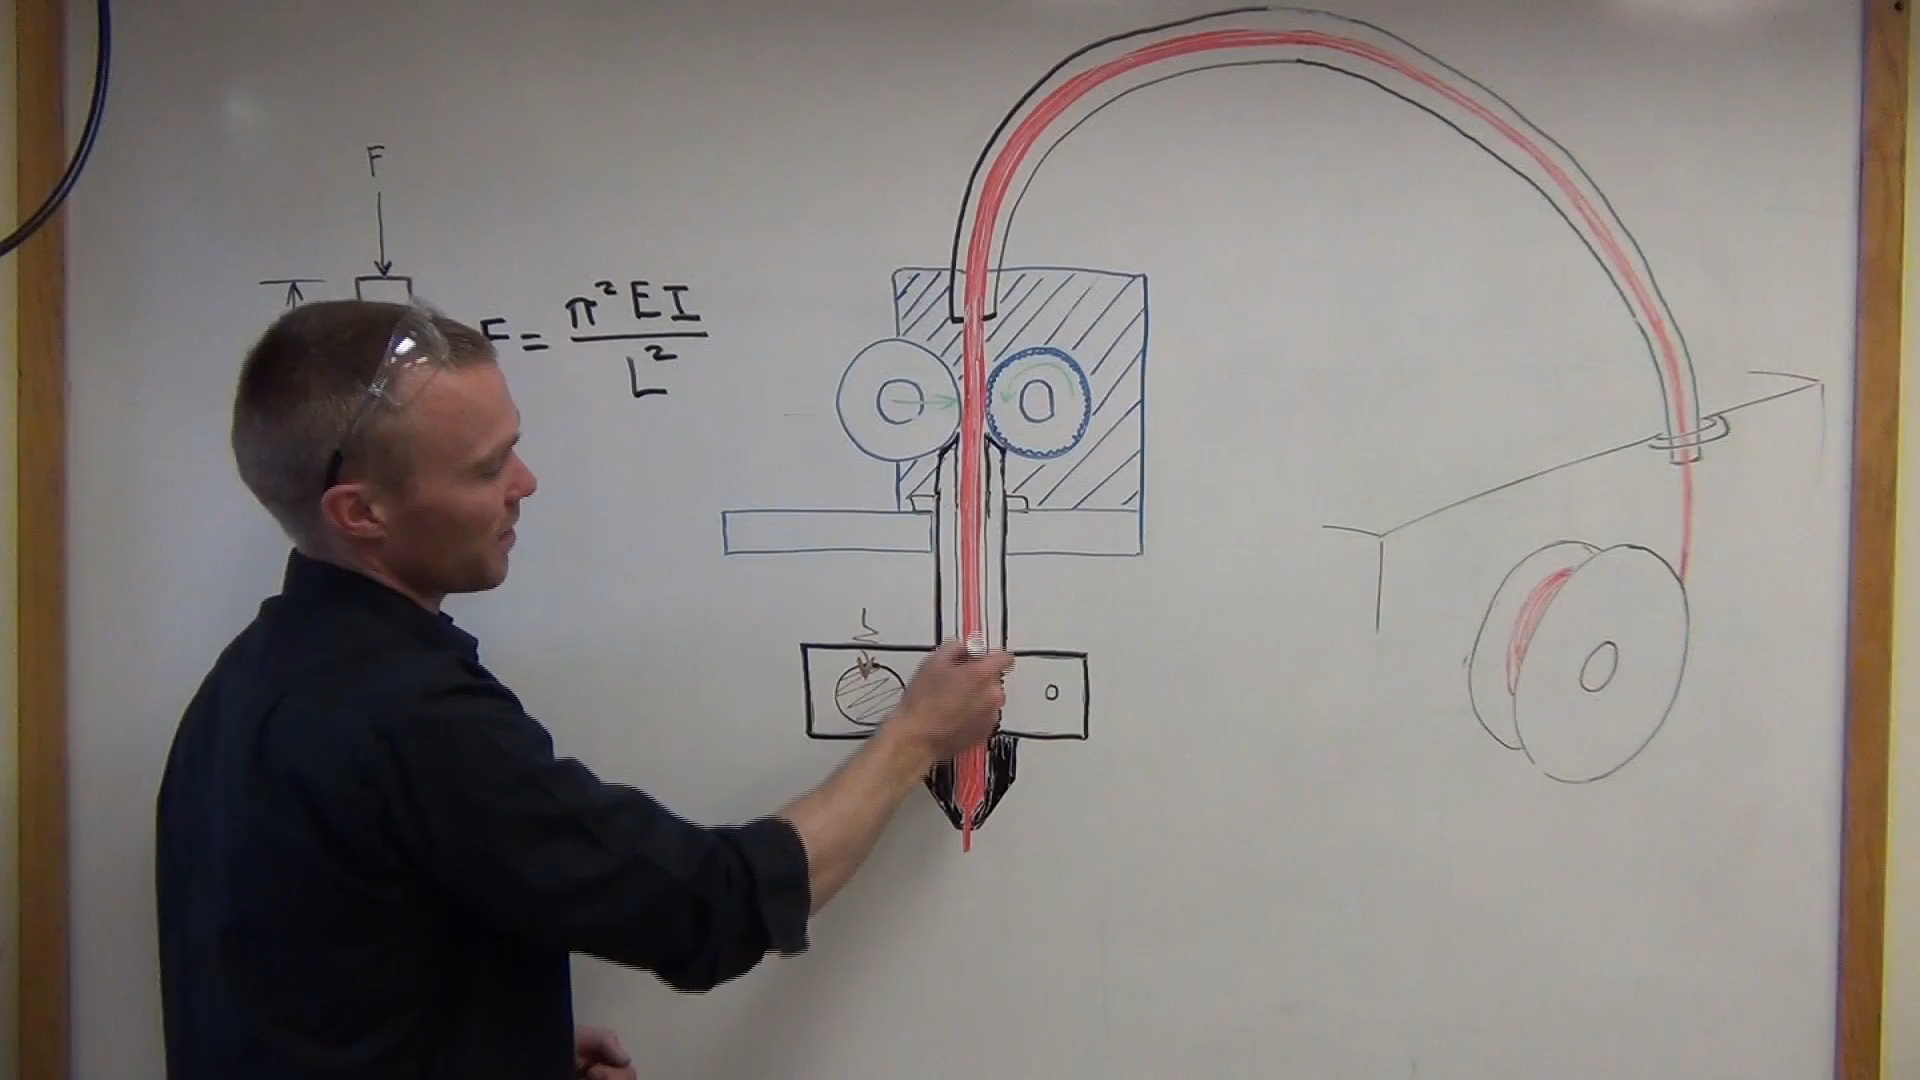 F
F = π² E I
L²